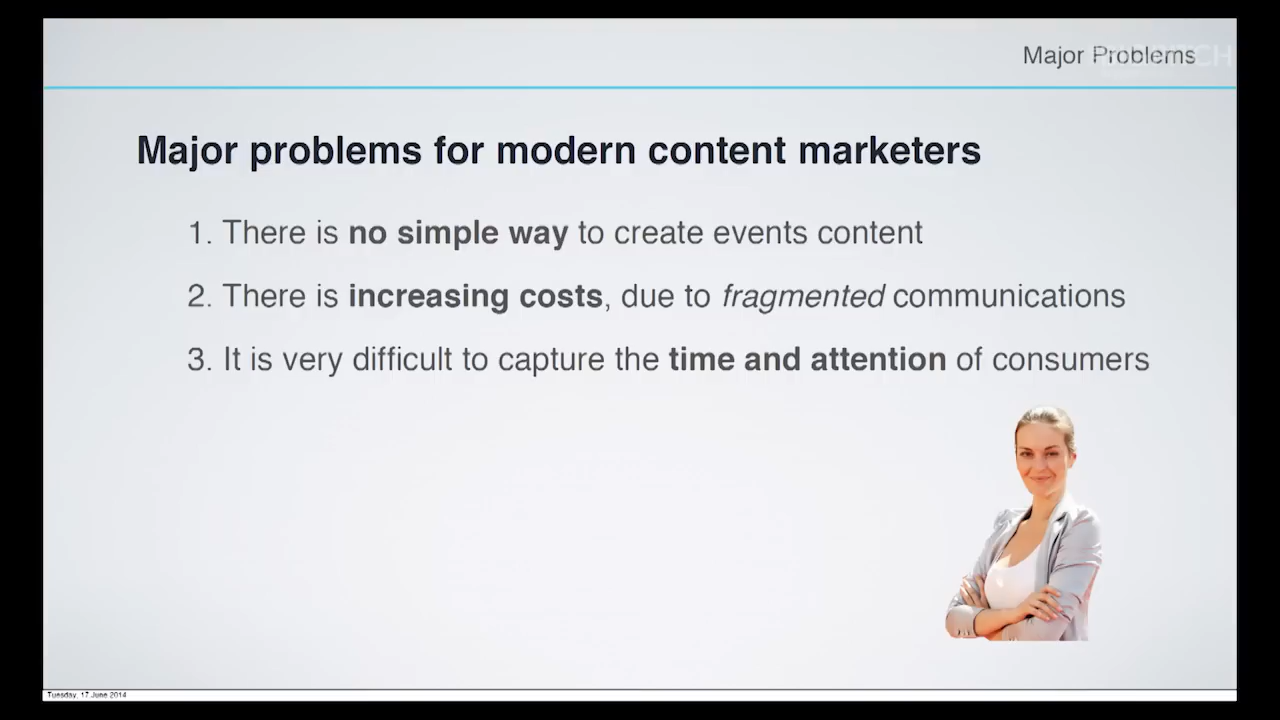 Major Problems
Major problems for modern content marketers
1. There is no simple way to create events content
2. There is increasing costs, due to fragmented communications
3. It is very difficult to capture the time and attention of consumers
Tuesday, 17 June 2014